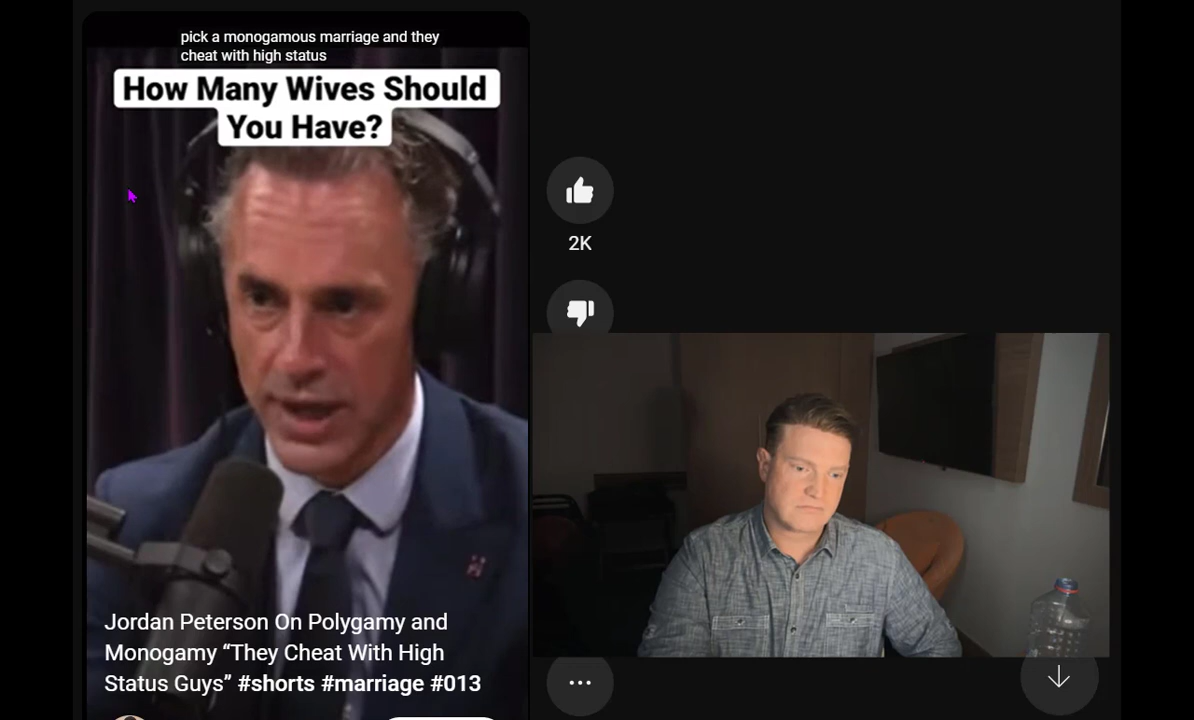 pick a monogamous marriage and they
cheat with high status
How Many Wives Should
You Have?
2K
Jordan Peterson On Polygamy and
Monogamy “They Cheat With High
Status Guys” #shorts #marriage #013